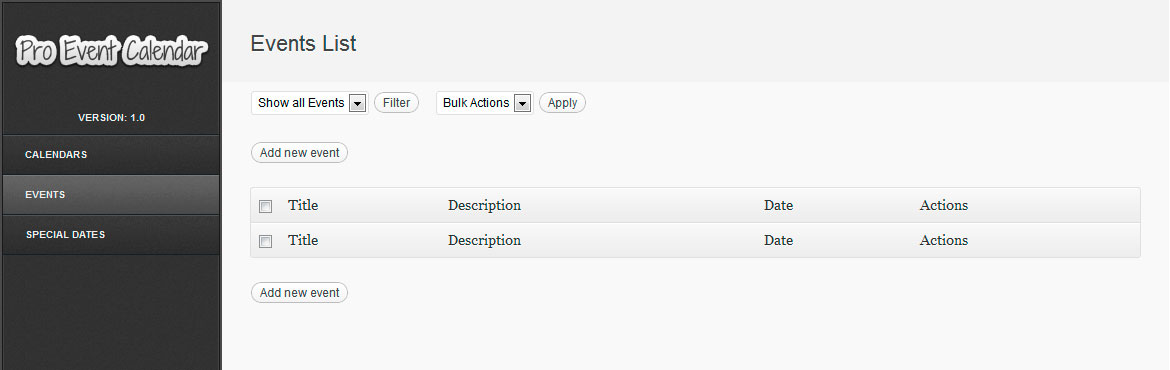 Pro Event Calendar
VERSION: 1.0
CALENDARS
EVENTS
SPECIAL DATES
Events List
Show all Events Filter Bulk Actions Apply
Add new event
Title Description Date Actions
Title Description Date Actions
Add new event